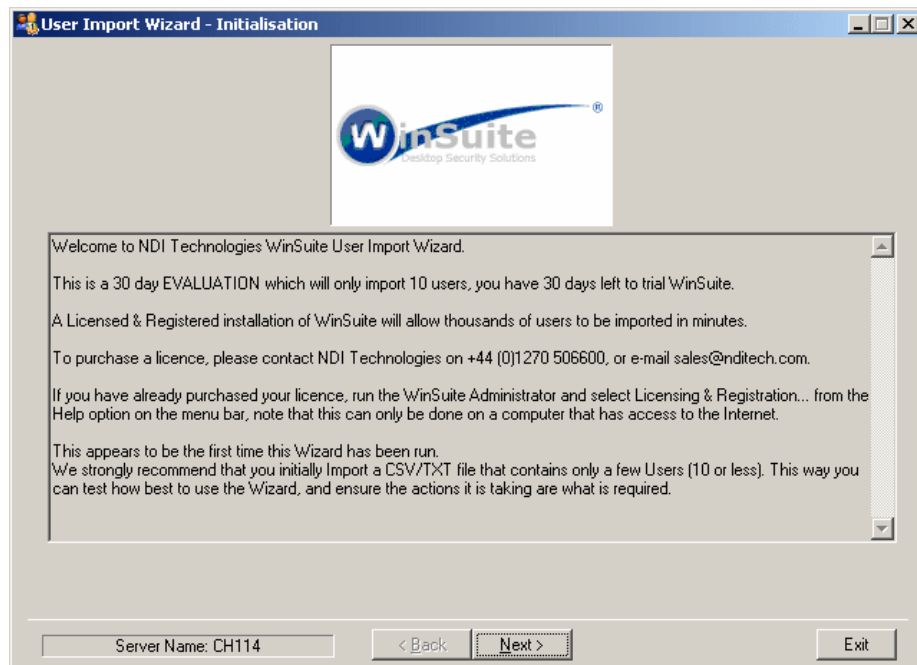 User Import Wizard - Initialisation
WinSuite®
Desktop Security Solutions
Welcome to NDI Technologies WinSuite User Import Wizard.
This is a 30 day EVALUATION which will only import 10 users, you have 30 days left to trial WinSuite.
A Licensed & Registered installation of WinSuite will allow thousands of users to be imported in minutes.
To purchase a licence, please contact NDI Technologies on +44 (0)1270 506600, or e-mail sales@nditech.com.
If you have already purchased your licence, run the WinSuite Administrator and select Licensing & Registration... from the
Help option on the menu bar, note that this can only be done on a computer that has access to the Internet.
This appears to be the first time this Wizard has been run.
We strongly recommend that you initially Import a CSV/TXT file that contains only a few Users (10 or less). This way you
can test how best to use the Wizard, and ensure the actions it is taking are what is required.
Server Name: CH114
< Back
Next >
Exit